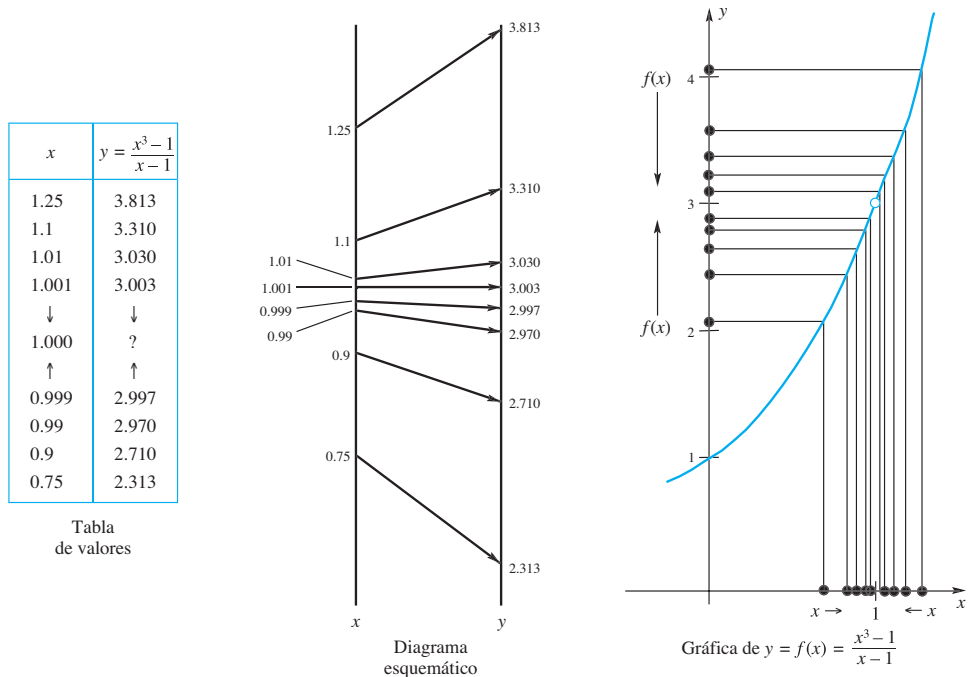 x y = (x³ − 1)/(x − 1)
1.25 3.813
1.1 3.310
1.01 3.030
1.001 3.003
↓ ↓
1.000 ?
↑ ↑
0.999 2.997
0.99 2.970
0.9 2.710
0.75 2.313
Tabla
de valores
3.813
1.25
3.310
1.1
1.01
3.030
1.001
3.003
0.999
2.997
0.99
2.970
0.9
2.710
0.75
2.313
x y
Diagrama
esquemático
y
4
f(x)
3
f(x)
2
1
x → 1 ← x
x
Gráfica de y = f(x) = (x³ − 1)/(x − 1)